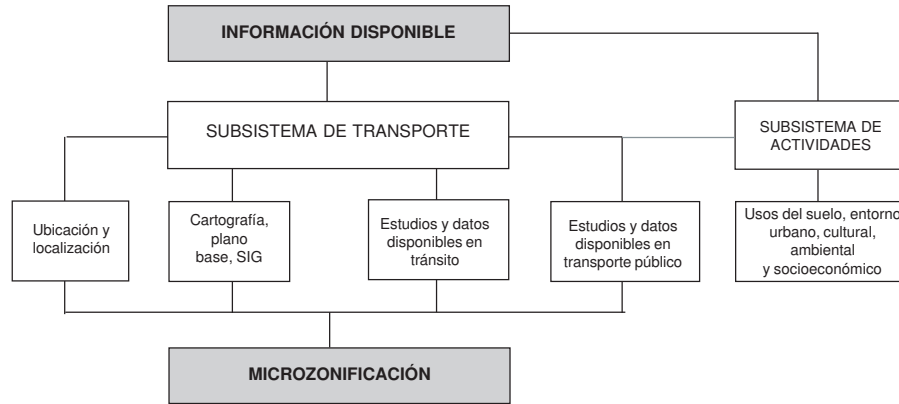 INFORMACIÓN DISPONIBLE
SUBSISTEMA DE TRANSPORTE
SUBSISTEMA DE
ACTIVIDADES
Ubicación y
localización
Cartografía,
plano
base, SIG
Estudios y datos
disponibles en
tránsito
Estudios y datos
disponibles en
transporte público
Usos del suelo, entorno
urbano, cultural,
ambiental
y socioeconómico
MICROZONIFICACIÓN